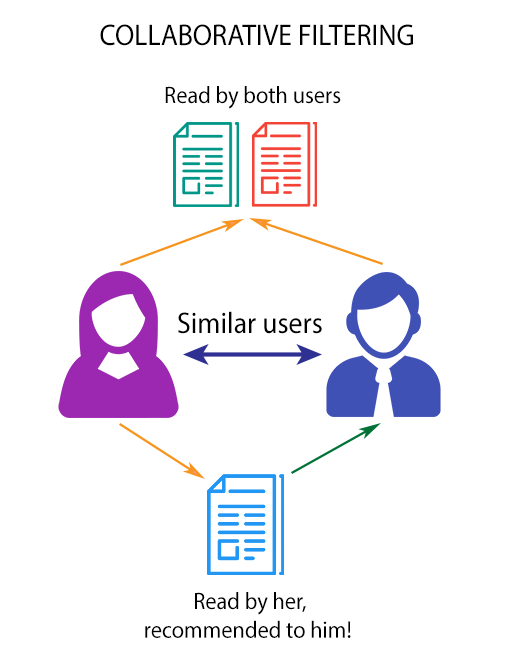 COLLABORATIVE FILTERING
Read by both users
Similar users
Read by her,
recommended to him!